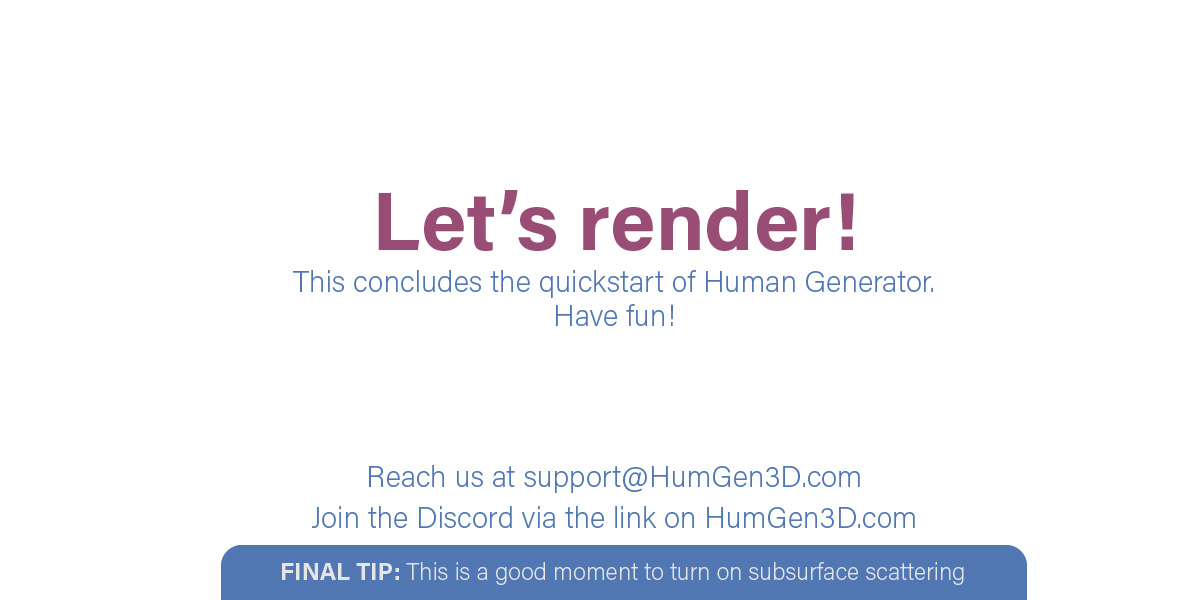 Let’s render!
This concludes the quickstart of Human Generator.
Have fun!
Reach us at support@HumGen3D.com
Join the Discord via the link on HumGen3D.com
FINAL TIP: This is a good moment to turn on subsurface scattering